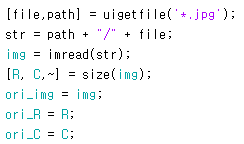 [file,path] = uigetfile('*.jpg');
str = path + "/" + file;
img = imread(str);
[R, C,~] = size(img);
ori_img = img;
ori_R = R;
ori_C = C;